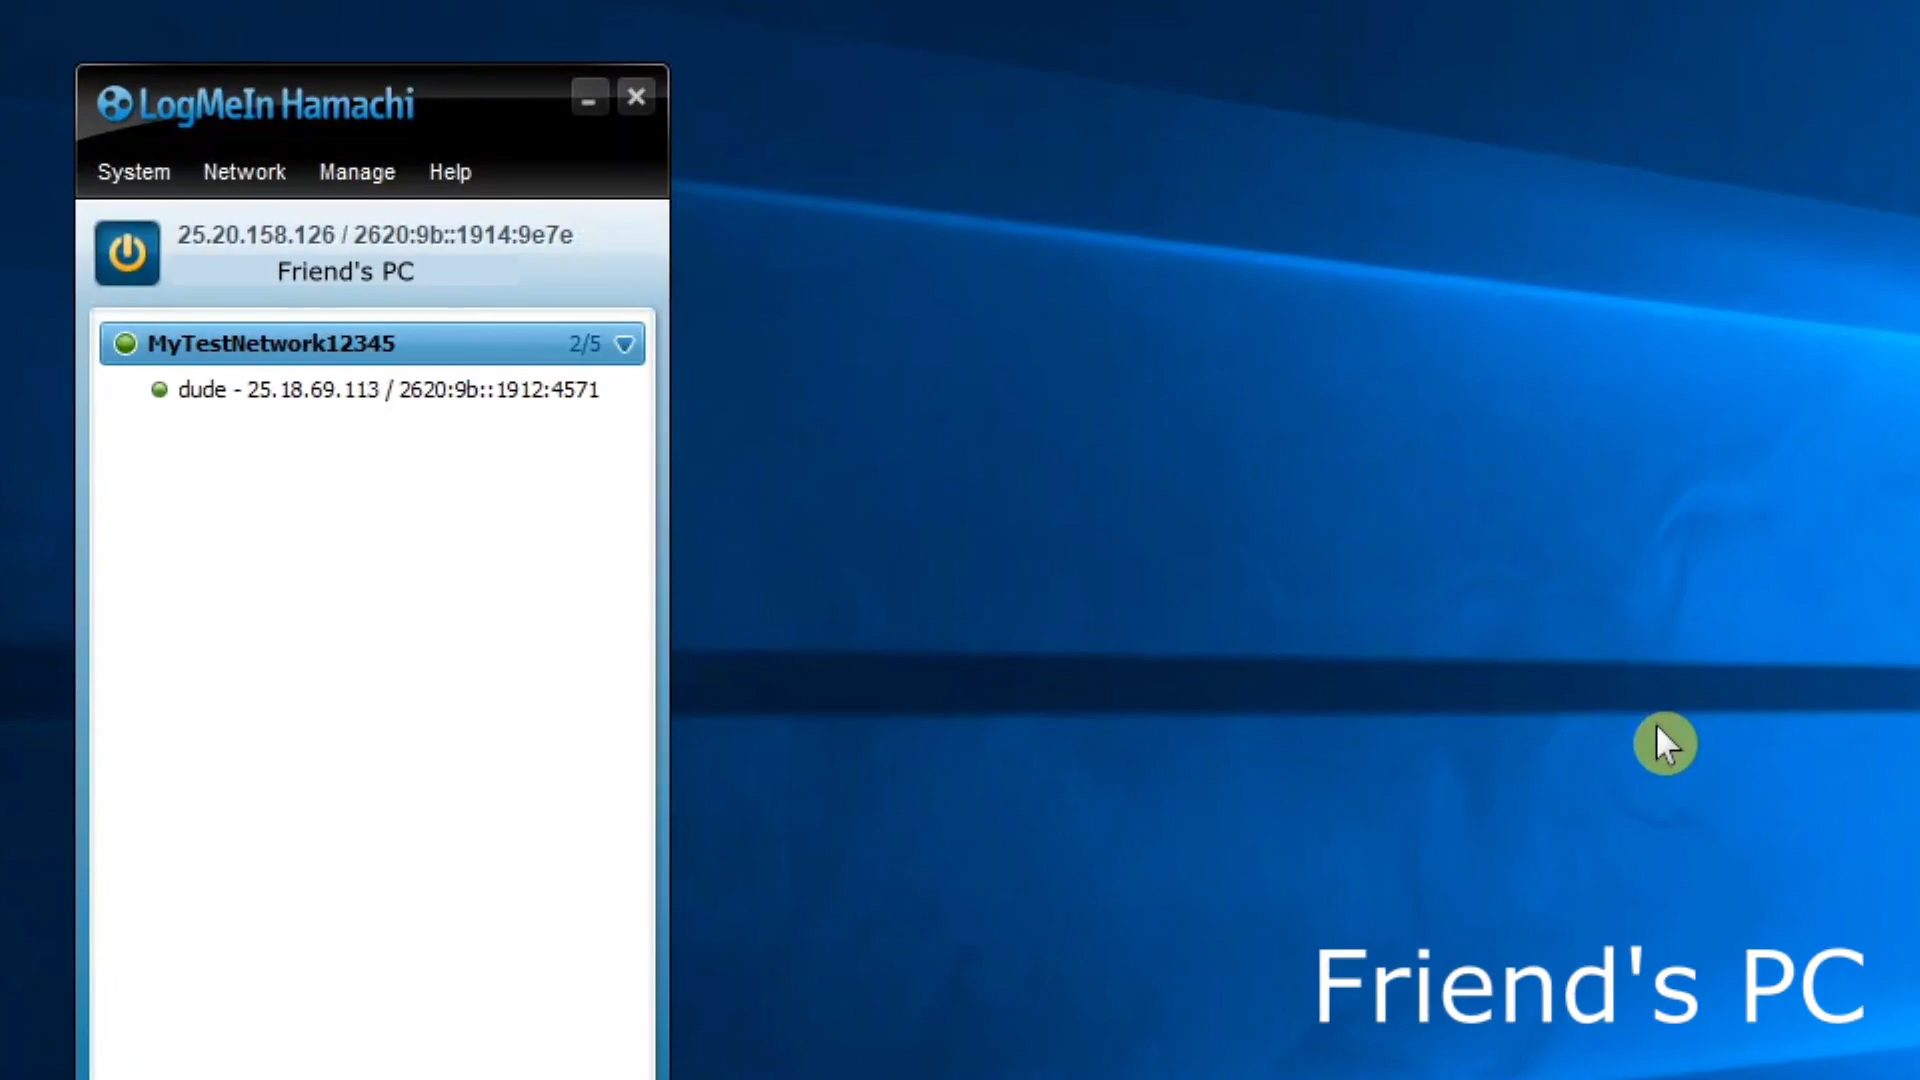 LogMeIn Hamachi
System Network Manage Help
25.20.158.126 / 2620:9b::1914:9e7e
Friend's PC
MyTestNetwork12345 2/5
dude - 25.18.69.113 / 2620:9b::1912:4571
Friend's PC